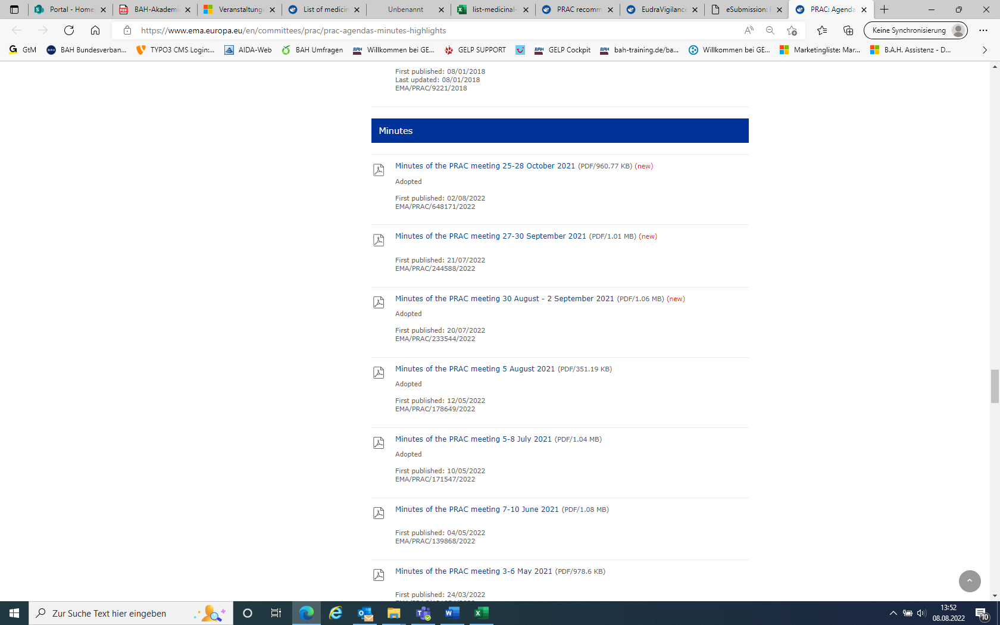 Portal - Home
BAH-Akademi
Veranstaltung
List of medicin
Unbenannt
list-medicinal-
PRAC recomm
EudraVigilance
eSubmission:
PRAC: Agenda
https://www.ema.europa.eu/en/committees/prac/prac-agendas-minutes-highlights
Keine Synchronisierung
GtM
BAH Bundesverban...
TYPO3 CMS Login:...
AIDA-Web
BAH Umfragen
Willkommen bei GE...
GELP SUPPORT
GELP Cockpit
bah-training.de/ba...
Willkommen bei GE...
Marketingliste: Mar...
B.A.H. Assistenz - D...
First published: 08/01/2018
Last updated: 08/01/2018
EMA/PRAC/9221/2018
Minutes
Minutes of the PRAC meeting 25-28 October 2021 (PDF/960.77 KB) (new)
Adopted
First published: 02/08/2022
EMA/PRAC/648171/2022
Minutes of the PRAC meeting 27-30 September 2021 (PDF/1.01 MB) (new)
First published: 21/07/2022
EMA/PRAC/244588/2022
Minutes of the PRAC meeting 30 August - 2 September 2021 (PDF/1.06 MB) (new)
Adopted
First published: 20/07/2022
EMA/PRAC/233544/2022
Minutes of the PRAC meeting 5 August 2021 (PDF/351.19 KB)
Adopted
First published: 12/05/2022
EMA/PRAC/178649/2022
Minutes of the PRAC meeting 5-8 July 2021 (PDF/1.04 MB)
Adopted
First published: 10/05/2022
EMA/PRAC/171547/2022
Minutes of the PRAC meeting 7-10 June 2021 (PDF/1.08 MB)
First published: 04/05/2022
EMA/PRAC/139868/2022
Minutes of the PRAC meeting 3-6 May 2021 (PDF/978.6 KB)
First published: 24/03/2022
Zur Suche Text hier eingeben
13:52
08.08.2022
10